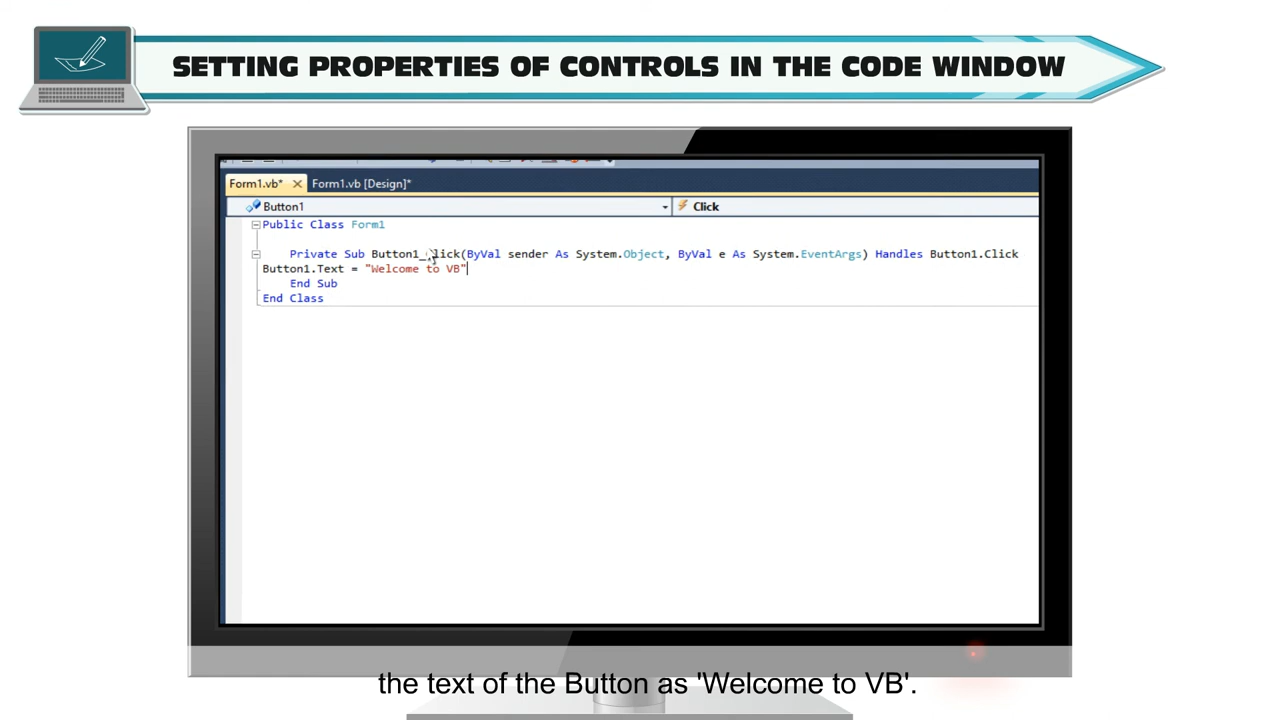 SETTING PROPERTIES OF CONTROLS IN THE CODE WINDOW
Form1.vb* Form1.vb [Design]*
Button1 Click
Public Class Form1
Private Sub Button1_Click(ByVal sender As System.Object, ByVal e As System.EventArgs) Handles Button1.Click
Button1.Text = "Welcome to VB"
End Sub
End Class
the text of the Button as 'Welcome to VB'.